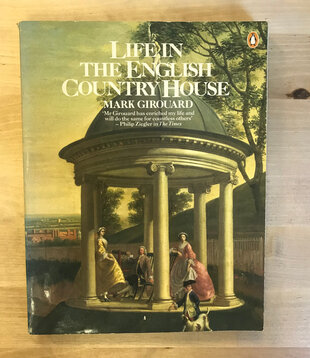 LIFE IN
THE ENGLISH
COUNTRY HOUSE
MARK GIROUARD
'Mr Girouard has enriched my life and
will do the same for countless others'
– Philip Ziegler in The Times